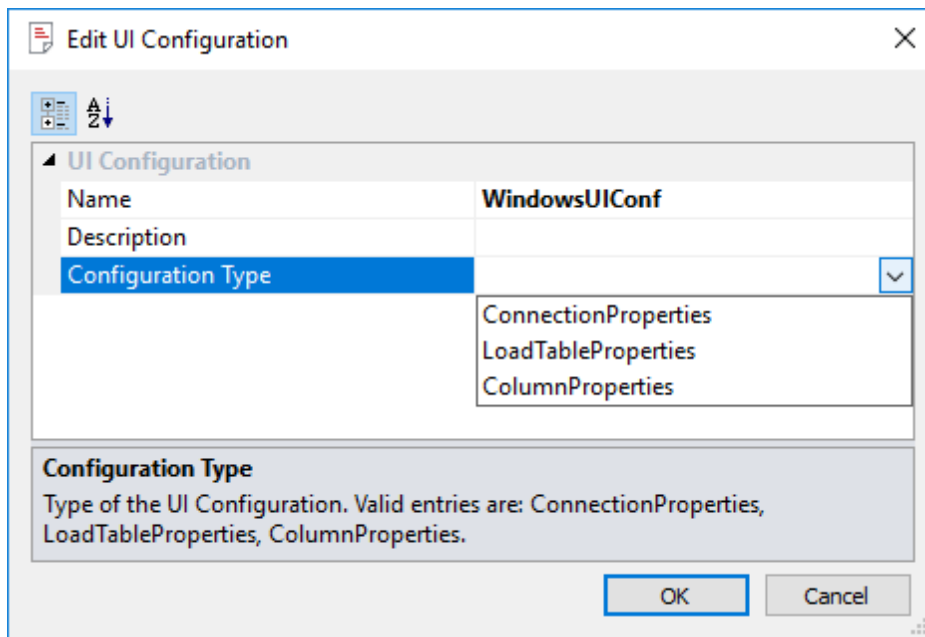 Edit UI Configuration
UI Configuration
Name WindowsUIConf
Description
Configuration Type
ConnectionProperties
LoadTableProperties
ColumnProperties
Configuration Type
Type of the UI Configuration. Valid entries are: ConnectionProperties,
LoadTableProperties, ColumnProperties.
OK Cancel